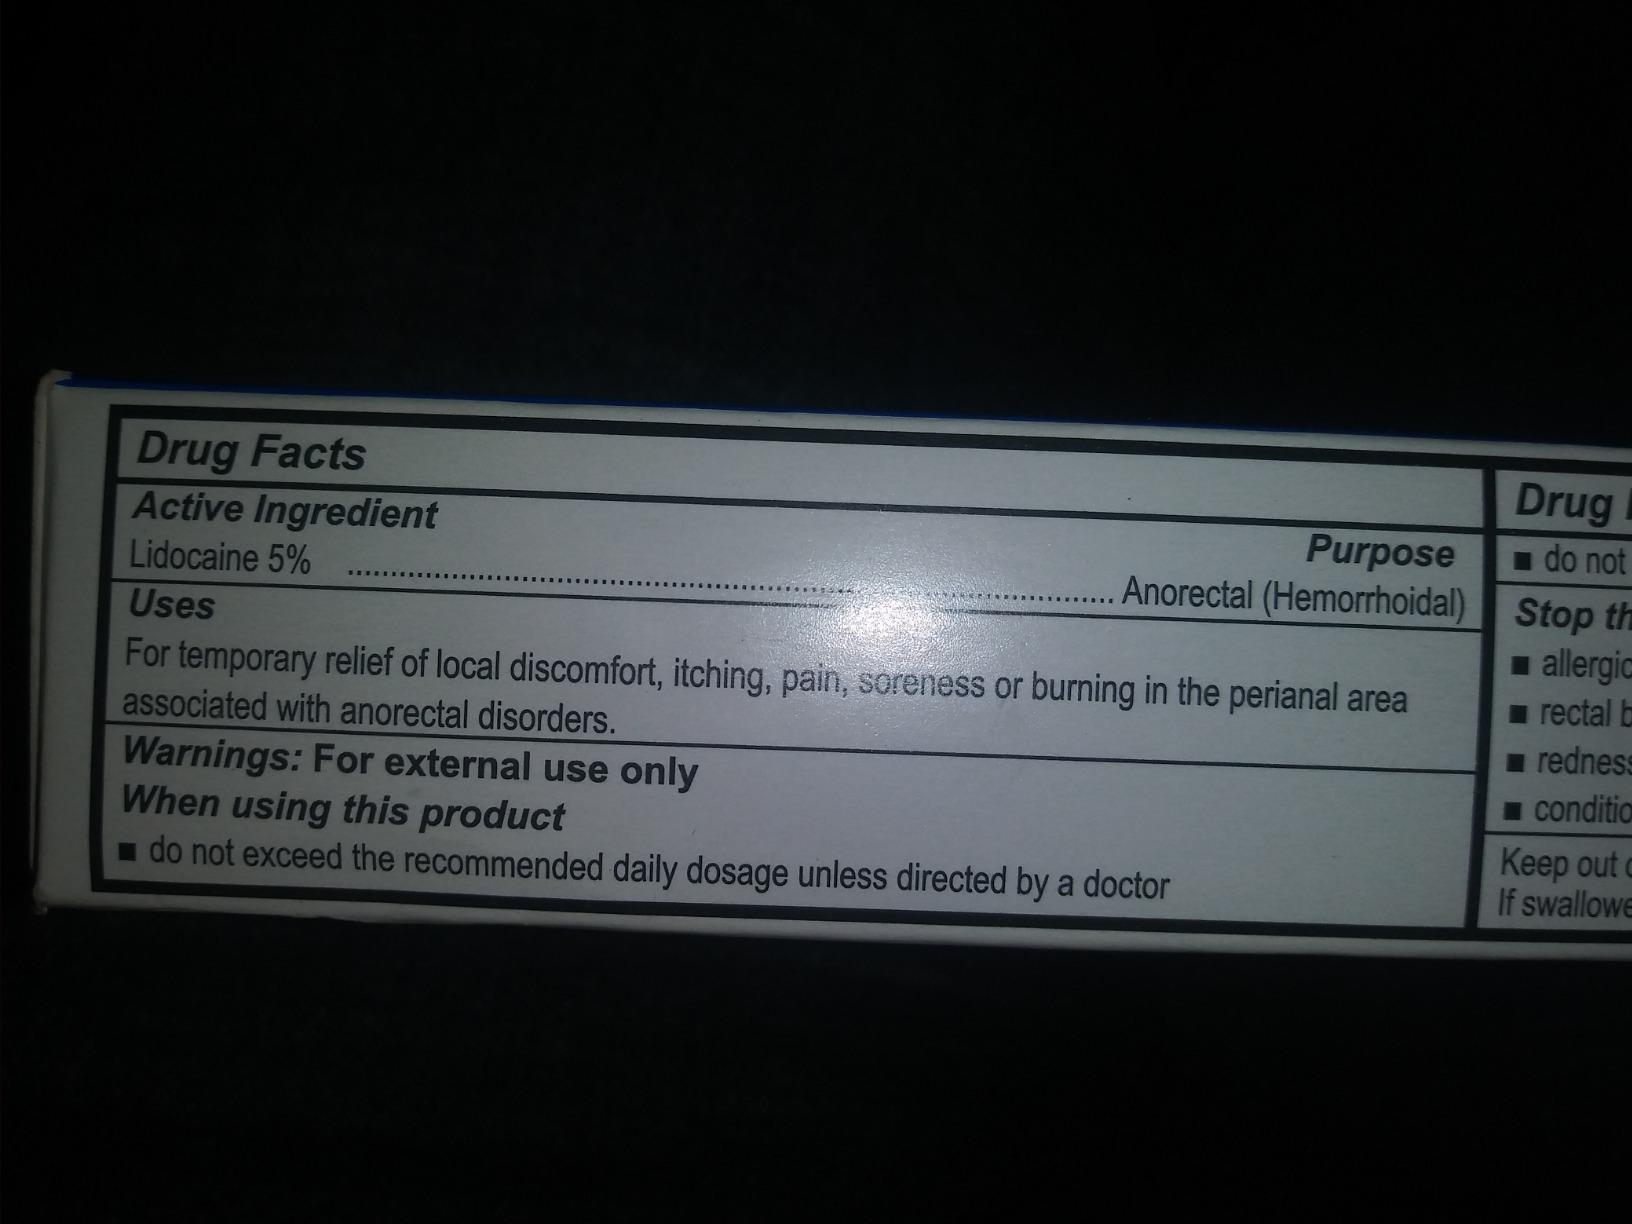 Drug Facts
Active Ingredient
Purpose
Lidocaine 5% ........................................ Anorectal (Hemorrhoidal)
Uses
For temporary relief of local discomfort, itching, pain, soreness or burning in the perianal area
associated with anorectal disorders.
Warnings: For external use only
When using this product
■ do not exceed the recommended daily dosage unless directed by a doctor
Drug
■ do not
Stop
■
■ rectal
■
■
Keep out
If